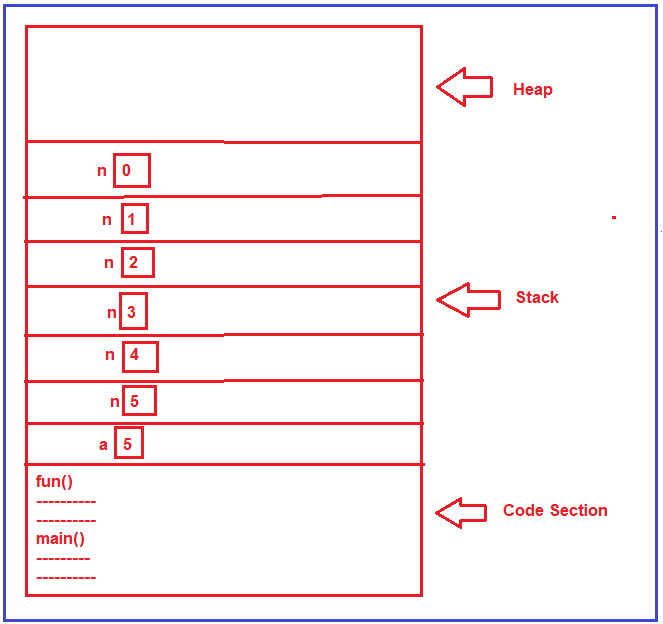 Heap
n 0
n 1
n 2
n 3
Stack
n 4
n 5
a 5
fun()
----------
----------
Code Section
main()
---------
----------